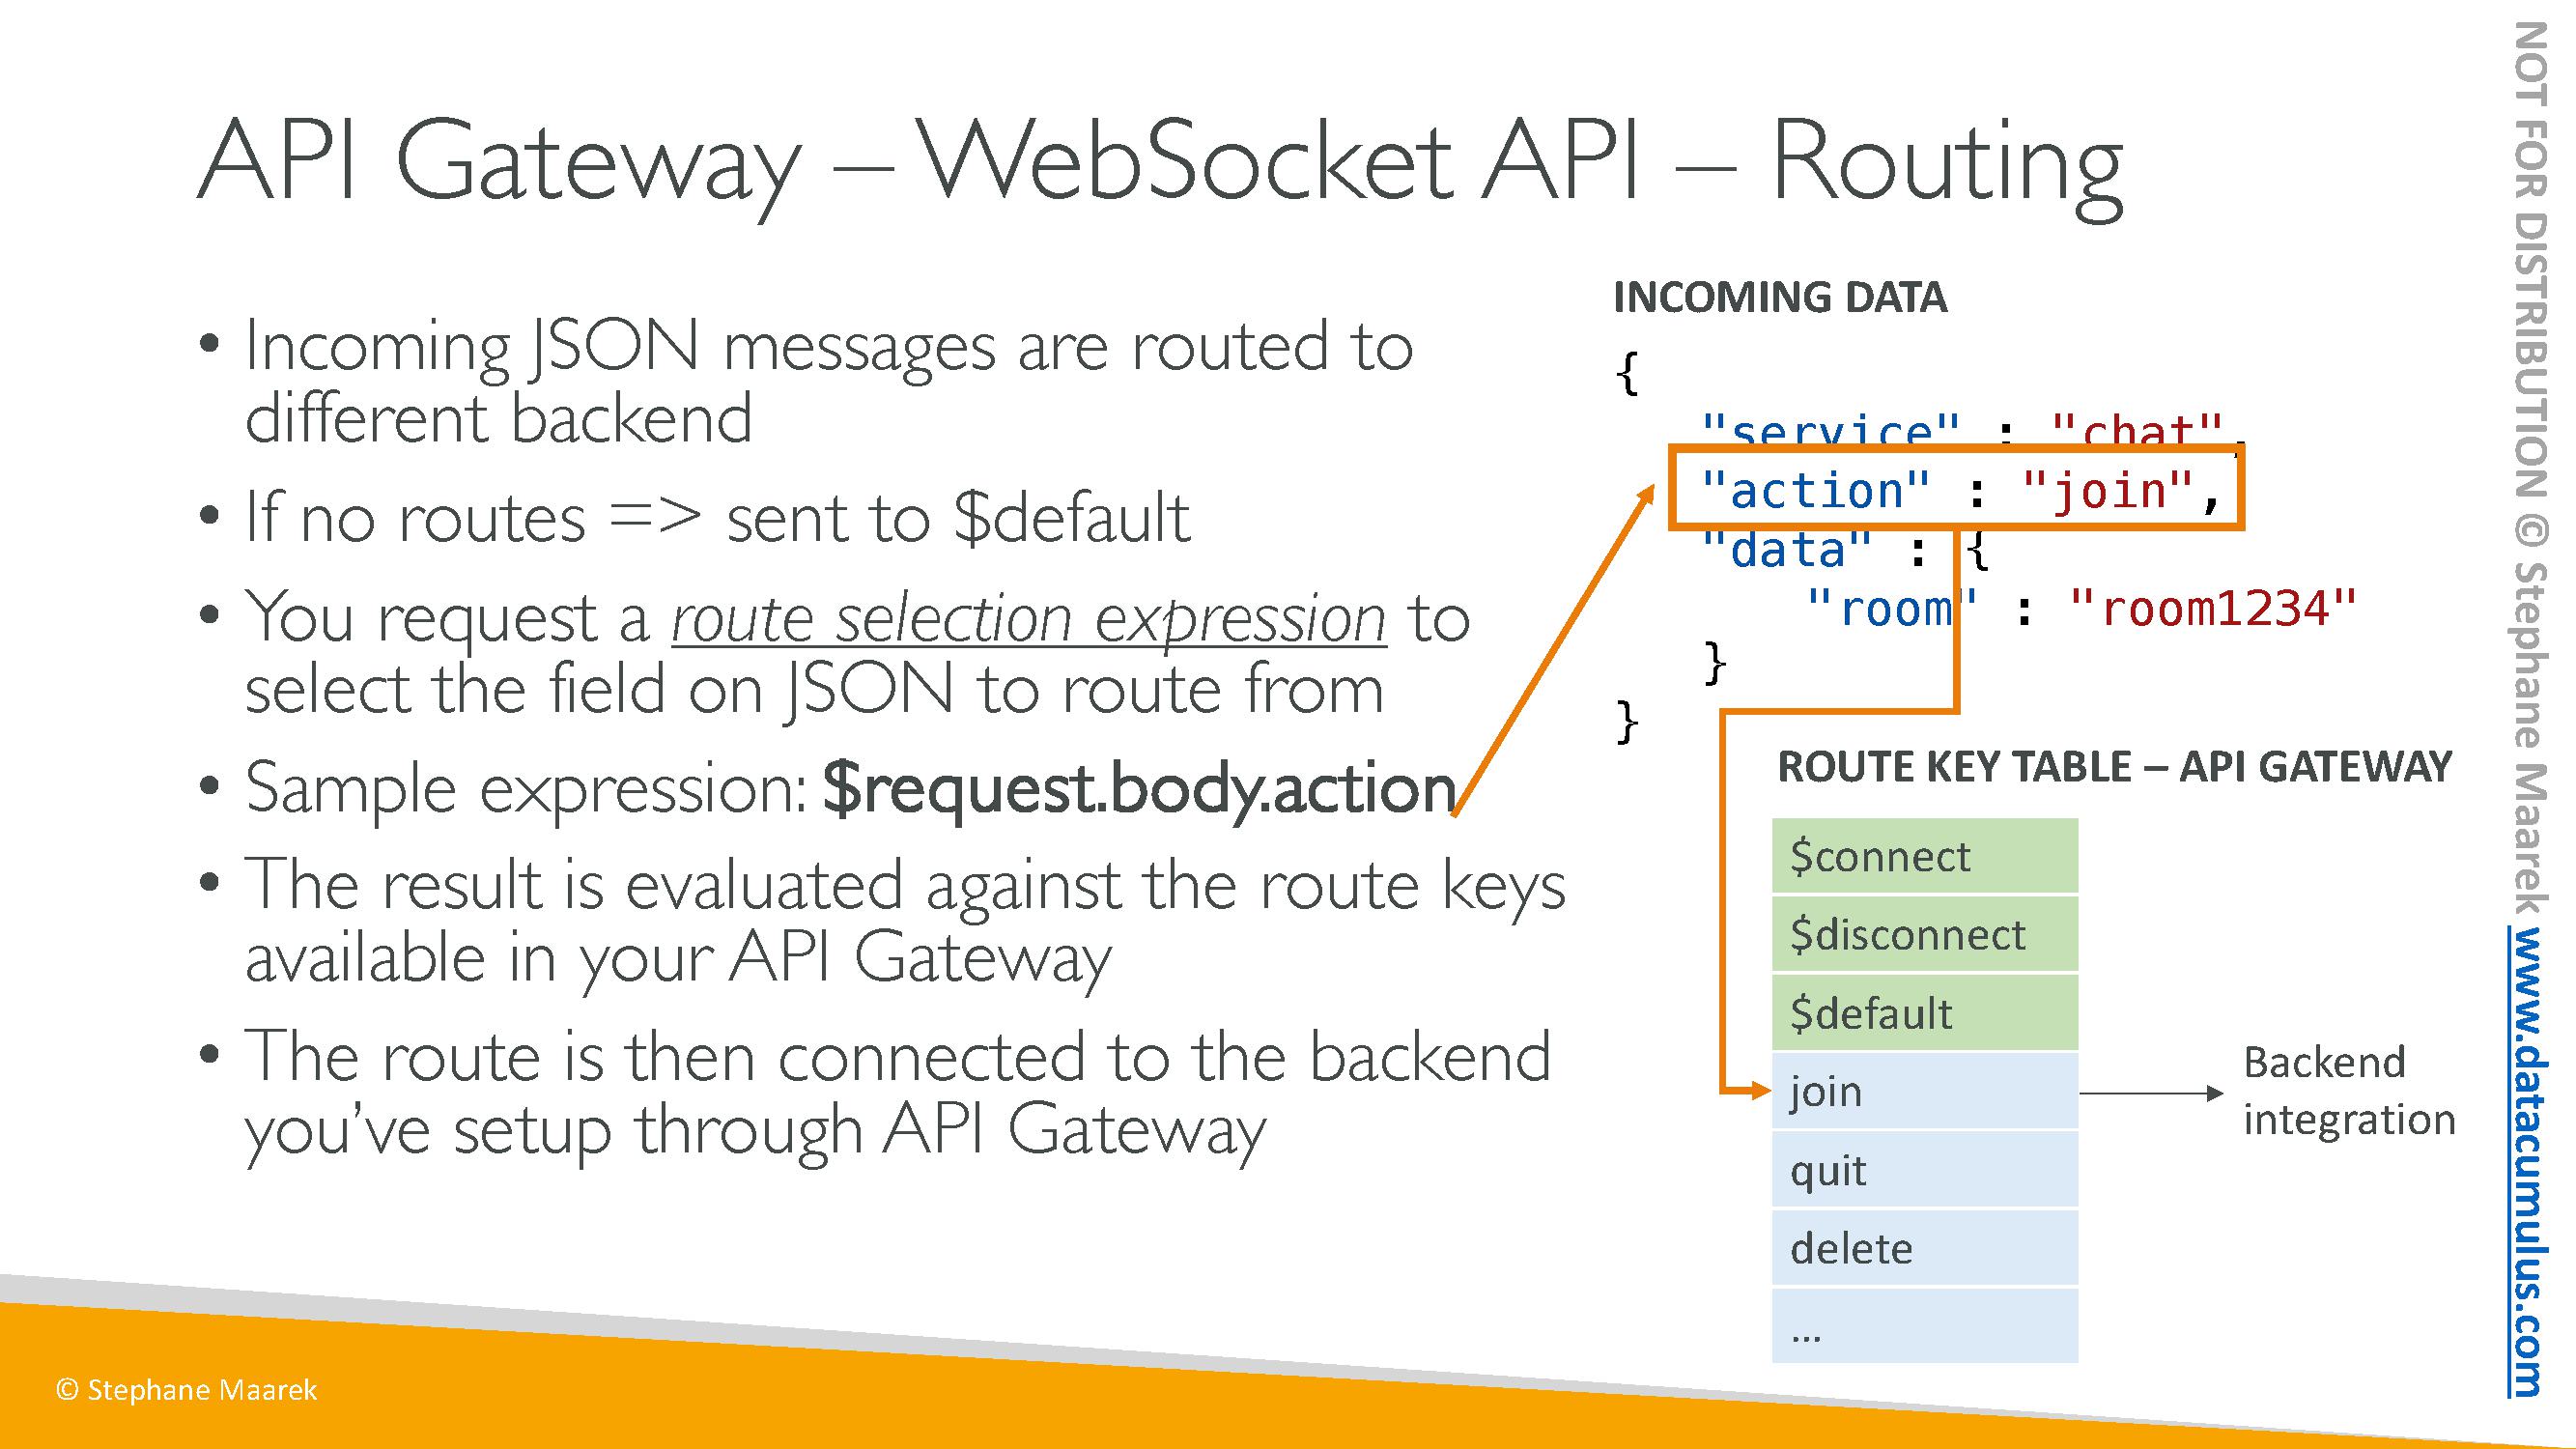 API Gateway – WebSocket API – Routing
• Incoming JSON messages are routed to
different backend
• If no routes => sent to $default
• You request a route selection expression to
select the field on JSON to route from
• Sample expression: $request.body.action
• The result is evaluated against the route keys
available in your API Gateway
• The route is then connected to the backend
you’ve setup through API Gateway
INCOMING DATA
{
"service" : "chat",
"action" : "join",
"data" : {
"room" : "room1234"
}
}
ROUTE KEY TABLE – API GATEWAY
$connect
$disconnect
$default
join
quit
delete
…
Backend
integration
© Stephane Maarek
NOT FOR DISTRIBUTION © Stephane Maarek www.datacumulus.com